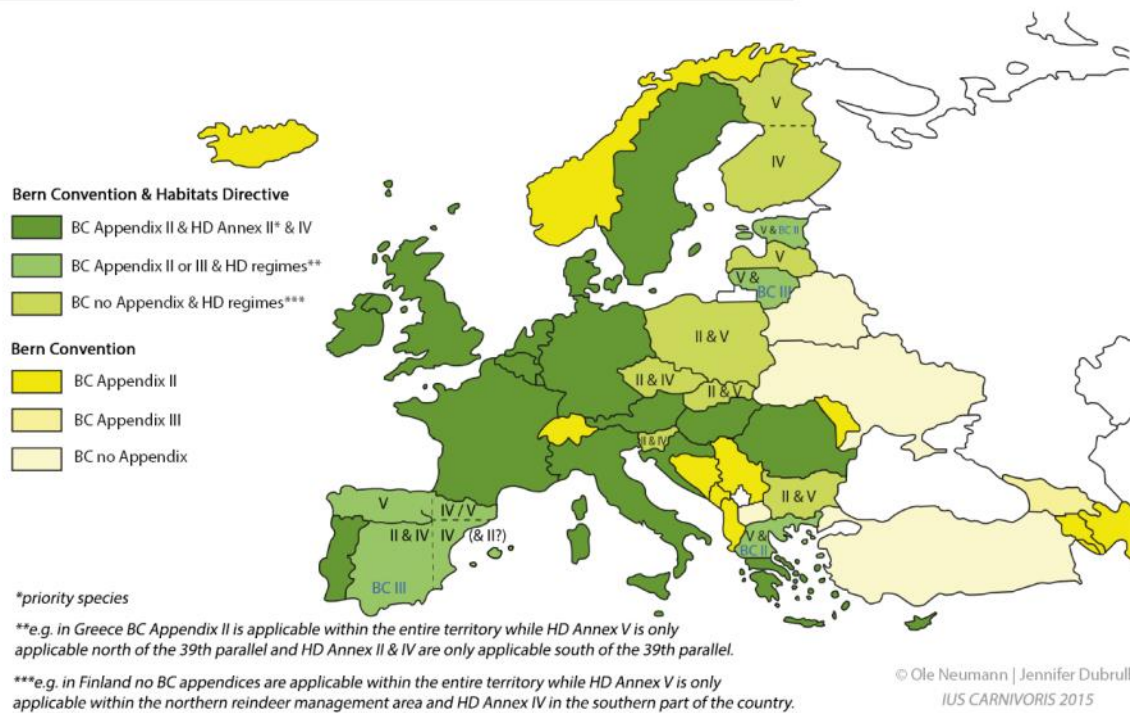 Bern Convention & Habitats Directive
BC Appendix II & HD Annex II* & IV
BC Appendix II or III & HD regimes**
BC no Appendix & HD regimes***
Bern Convention
BC Appendix II
BC Appendix III
BC no Appendix
V
IV
V & BC II
V
V &
BC III
II & V
II & IV
II & V
II & IV
II & V
V &
BC II
V
IV / V
II & IV
IV
(& II?)
BC III
*priority species
**e.g. in Greece BC Appendix II is applicable within the entire territory while HD Annex V is only
applicable north of the 39th parallel and HD Annex II & IV are only applicable south of the 39th parallel.
***e.g. in Finland no BC appendices are applicable within the entire territory while HD Annex V is only
applicable within the northern reindeer management area and HD Annex IV in the southern part of the country.
© Ole Neumann | Jennifer Dubrull
IUS CARNIVORIS 2015